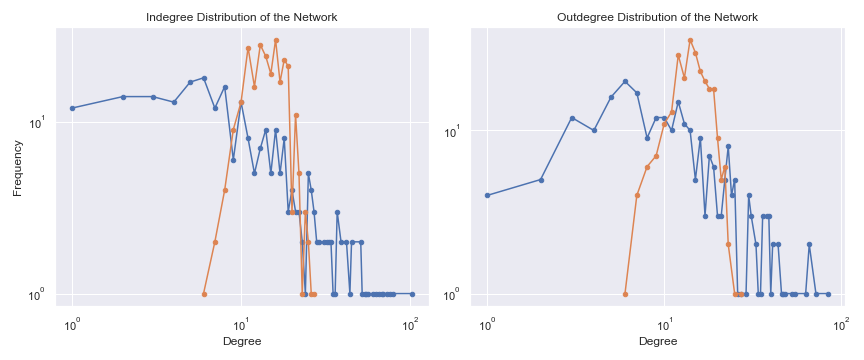 Indegree Distribution of the Network
Frequency
10¹
10⁰
10⁰
10¹
10²
Degree
Outdegree Distribution of the Network
10¹
10⁰
10⁰
10¹
10²
Degree